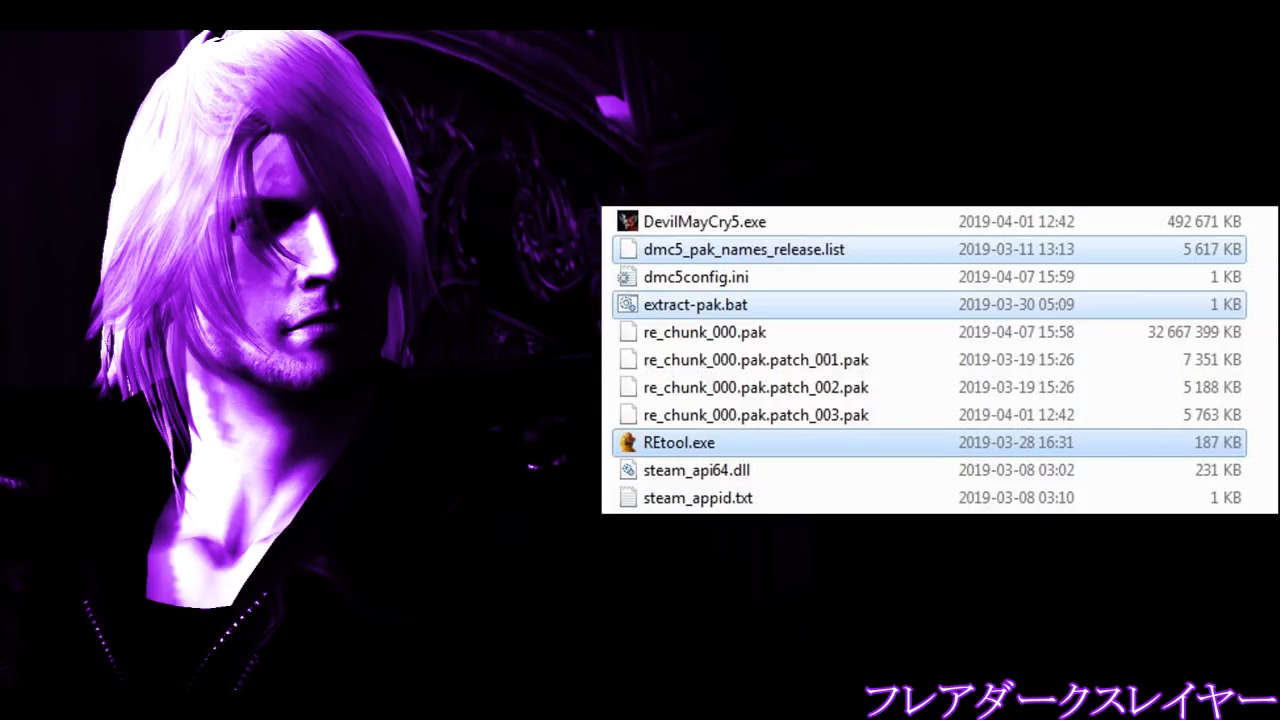 DevilMayCry5.exe 2019-04-01 12:42 492 671 KB
dmc5_pak_names_release.list 2019-03-11 13:13 5 617 KB
dmc5config.ini 2019-04-07 15:59 1 KB
extract-pak.bat 2019-03-30 05:09 1 KB
re_chunk_000.pak 2019-04-07 15:58 32 667 399 KB
re_chunk_000.pak.patch_001.pak 2019-03-19 15:26 7 351 KB
re_chunk_000.pak.patch_002.pak 2019-03-19 15:26 5 188 KB
re_chunk_000.pak.patch_003.pak 2019-04-01 12:42 5 763 KB
REtool.exe 2019-03-28 16:31 187 KB
steam_api64.dll 2019-03-08 03:02 231 KB
steam_appid.txt 2019-03-08 03:10 1 KB
フレアダークスレイヤー